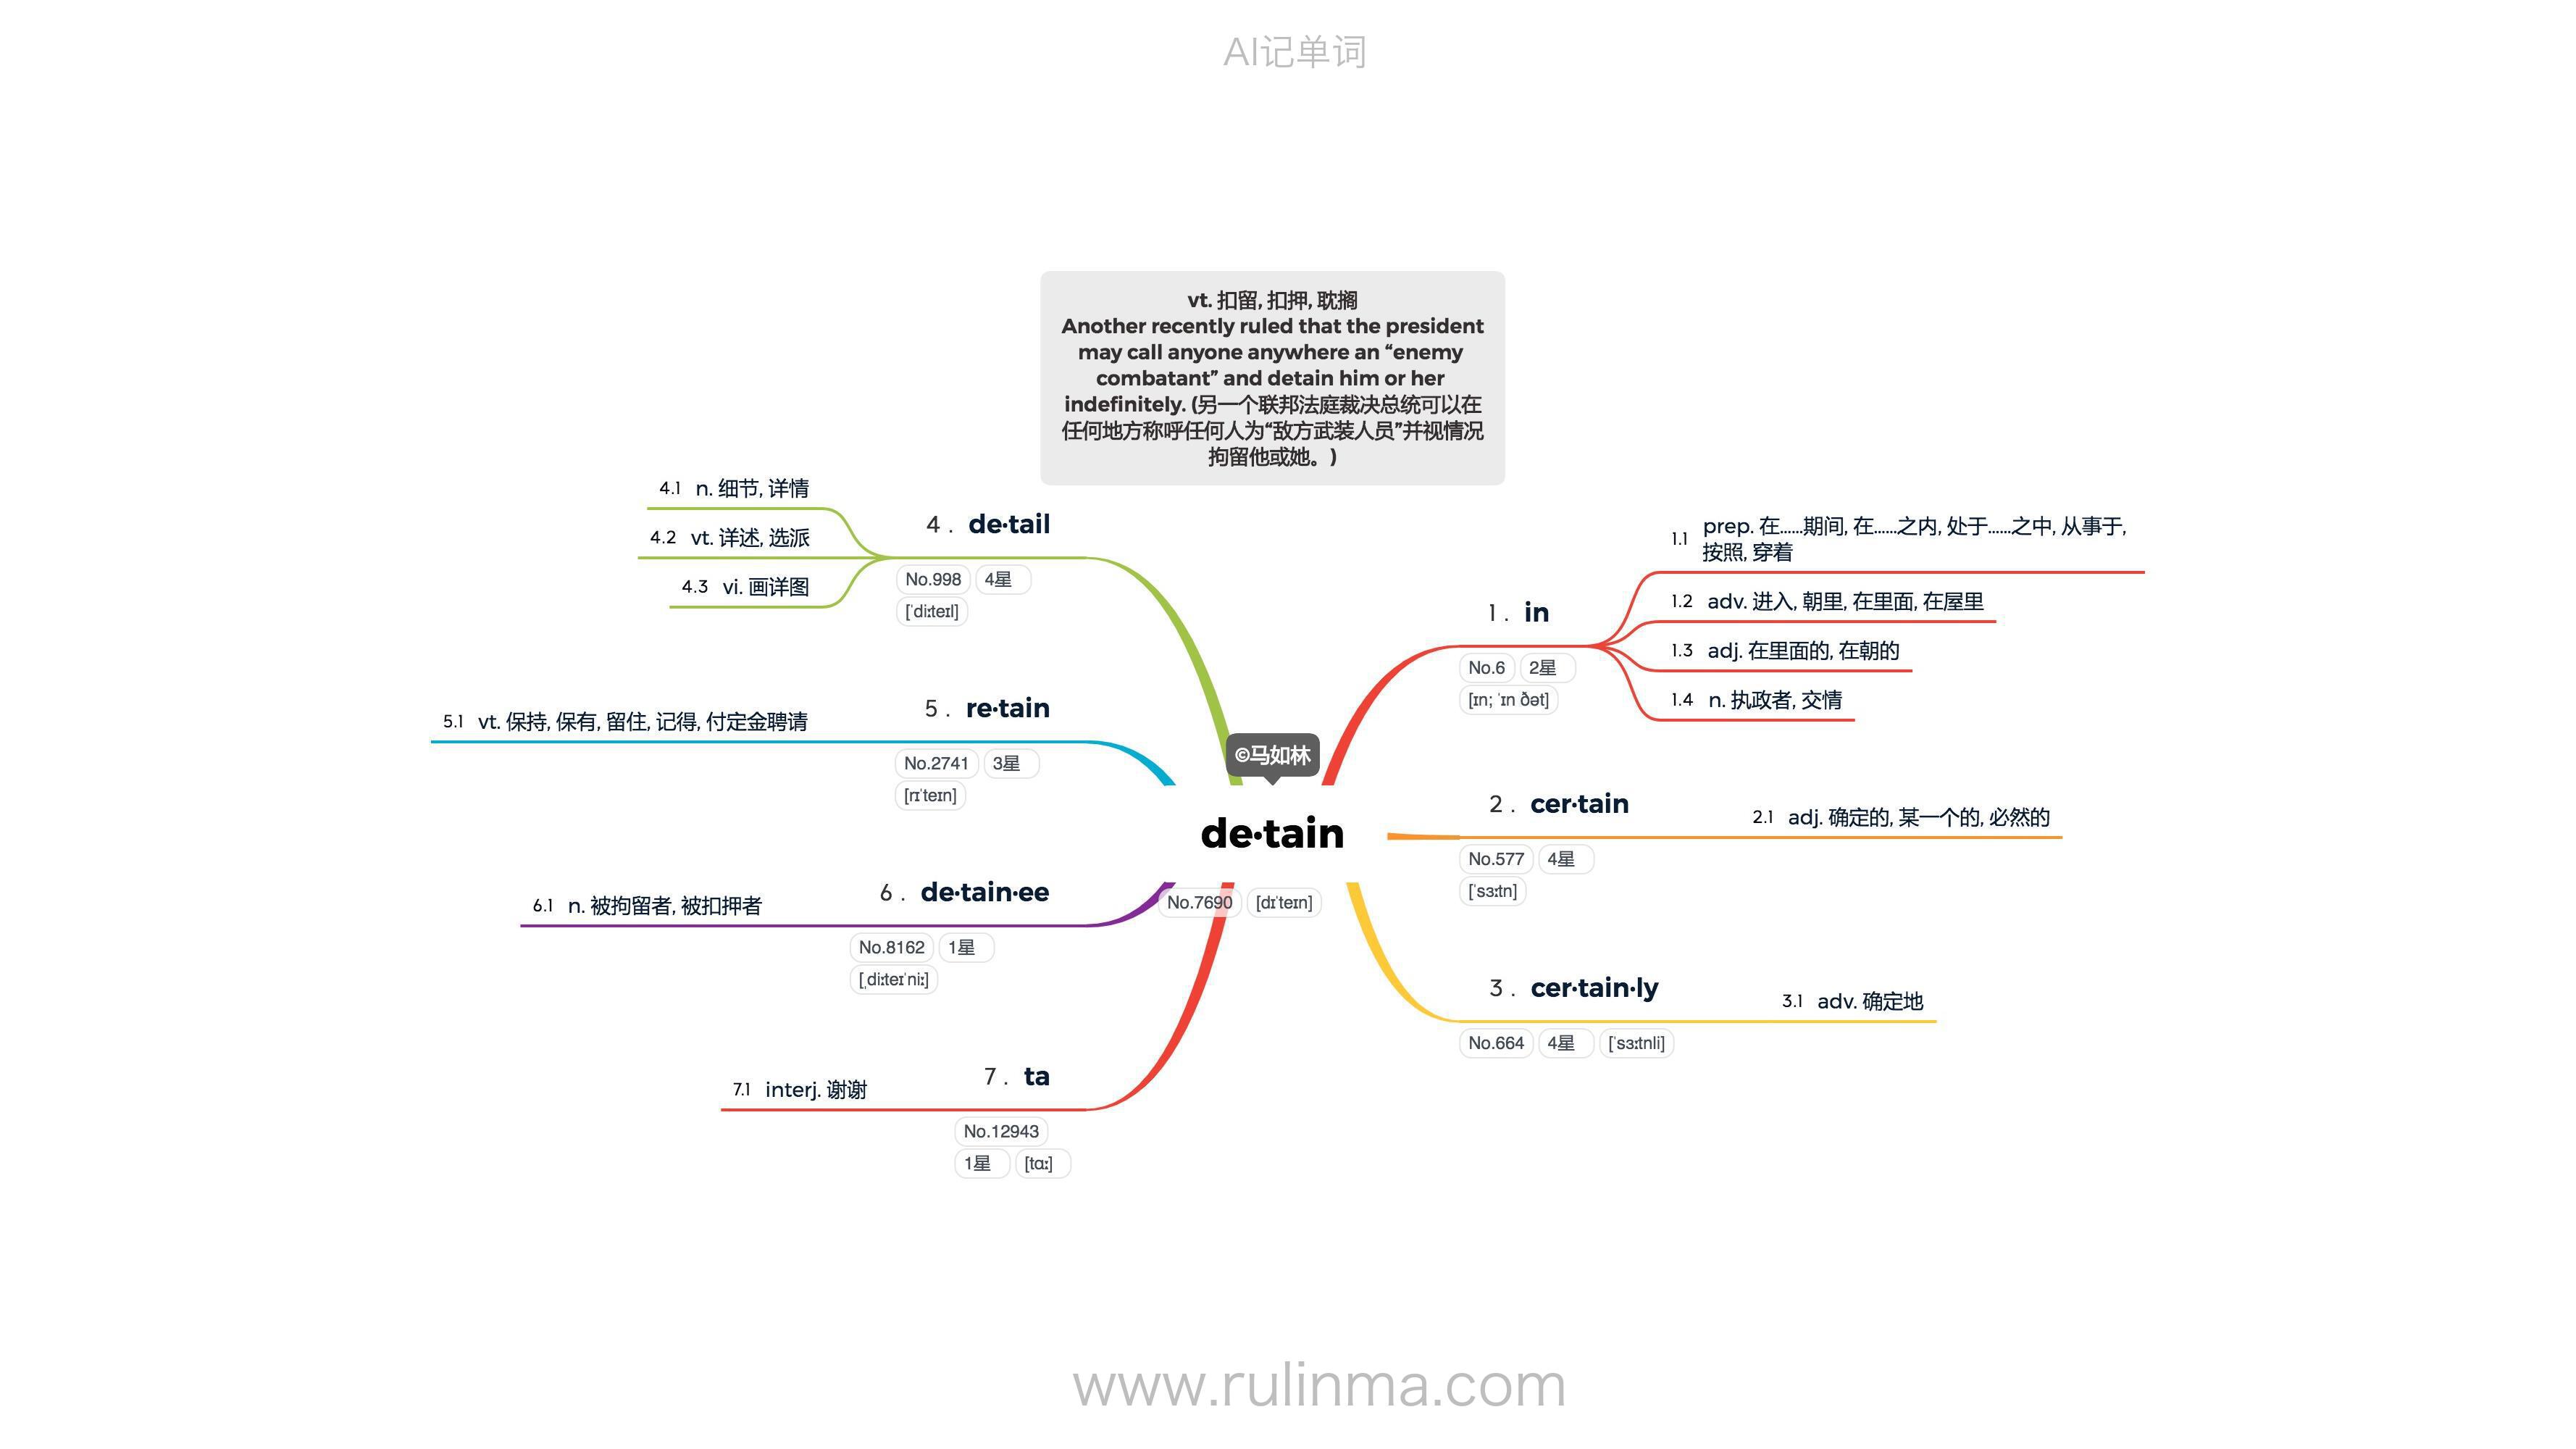 AI记单词
vt. 扣留, 扣押, 耽搁
Another recently ruled that the president
may call anyone anywhere an “enemy
combatant” and detain him or her
indefinitely. (另一个联邦法庭裁决总统可以在
任何地方称呼任何人为“敌方武装人员”并视情况
拘留他或她。)
©马如林
de·tain
No.7690 [dɪˈteɪn]
1. in
No.6 2星
[ɪn; ˈɪn ðət]
1.1 prep. 在……期间, 在……之内, 处于……之中, 从事于,
按照, 穿着
1.2 adv. 进入, 朝里, 在里面, 在屋里
1.3 adj. 在里面的, 在朝的
1.4 n. 执政者, 交情
2. cer·tain
No.577 4星
[ˈsɜːtn]
2.1 adj. 确定的, 某一个的, 必然的
3. cer·tain·ly
No.664 4星 [ˈsɜːtnli]
3.1 adv. 确定地
4. de·tail
No.998 4星
[ˈdiːteɪl]
4.1 n. 细节, 详情
4.2 vt. 详述, 选派
4.3 vi. 画详图
5. re·tain
No.2741 3星
[rɪˈteɪn]
5.1 vt. 保持, 保有, 留住, 记得, 付定金聘请
6. de·tain·ee
No.8162 1星
[ˌdiːteɪˈniː]
6.1 n. 被拘留者, 被扣押者
7. ta
No.12943
1星 [tɑː]
7.1 interj. 谢谢
www.rulinma.com